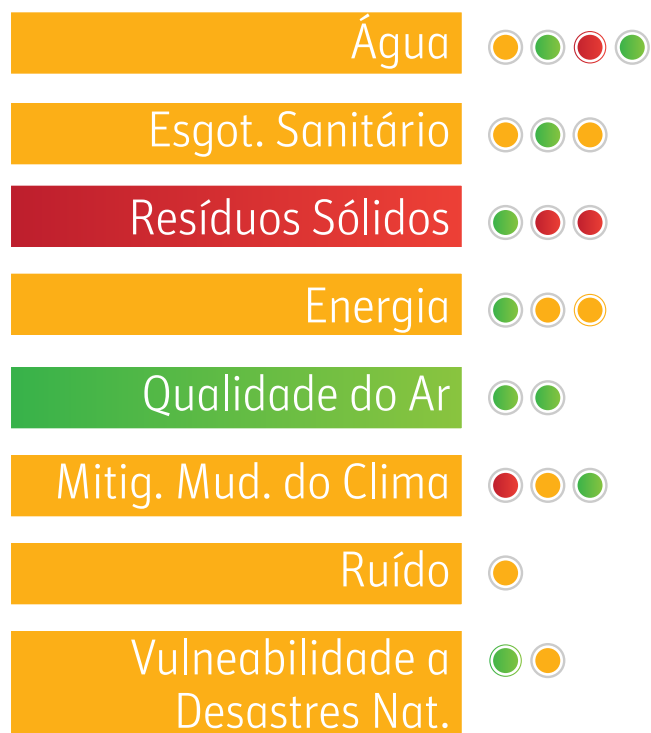 Água
Esgot. Sanitário
Resíduos Sólidos
Energia
Qualidade do Ar
Mitig. Mud. do Clima
Ruído
Vulneabilidade a
Desastres Nat.